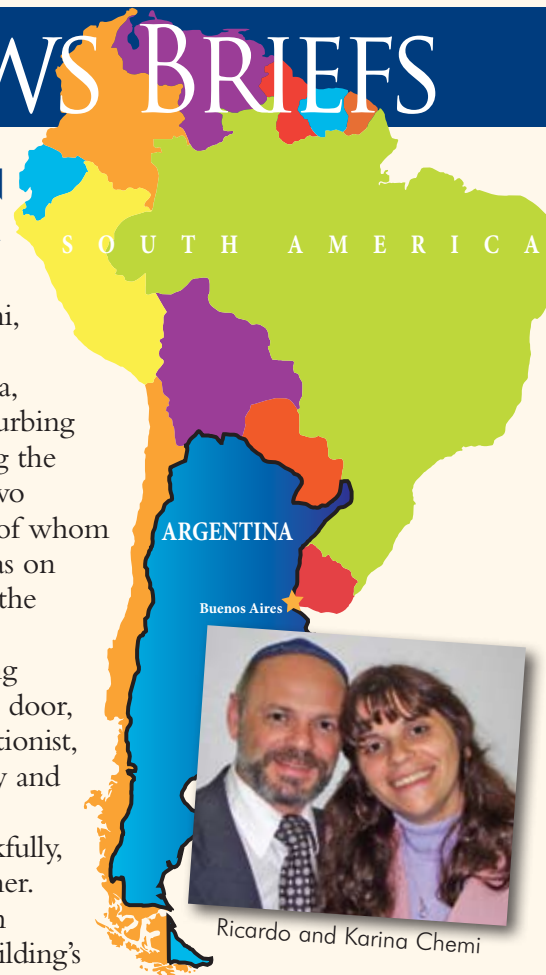 WS BRIEFS
SOUTH AMERICA
ni,
a,
urbing
g the
wo
of whom
as on
the
g
door,
tionist,
y and
kfully,
her.
n
ilding's
ARGENTINA
Buenos Aires
Ricardo and Karina Chemi